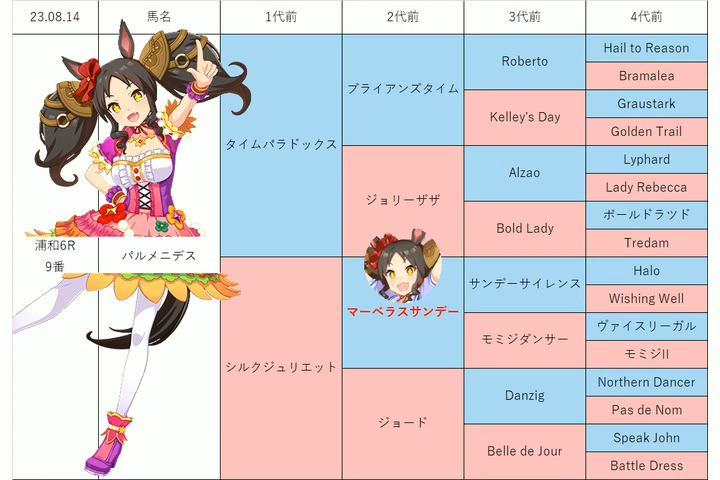 23.08.14
馬名
1代前
2代前
3代前
4代前
浦和6R
9番
パルメニデス
タイムパラドックス
シルクジュリエット
ブライアンズタイム
ジョリーザザ
マーベラスサンデー
ジョード
Roberto
Kelley's Day
Alzao
Bold Lady
サンデーサイレンス
モミジダンサー
Danzig
Belle de Jour
Hail to Reason
Bramalea
Graustark
Golden Trail
Lyphard
Lady Rebecca
ボールドラツド
Tredam
Halo
Wishing Well
ヴァイスリーガル
モミジII
Northern Dancer
Pas de Nom
Speak John
Battle Dress